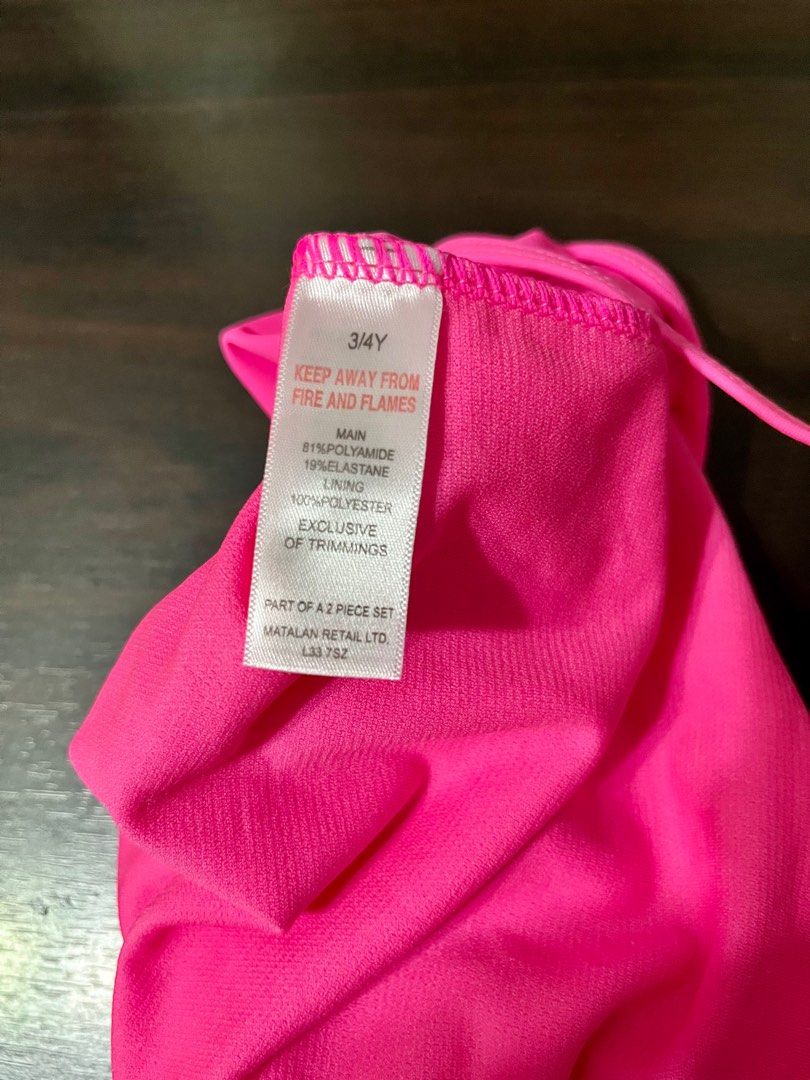 3/4Y
KEEP AWAY FROM
FIRE AND FLAMES
MAIN
81%POLYAMIDE
19%ELASTANE
LINING
100%POLYESTER
EXCLUSIVE
OF TRIMMINGS
PART OF A 2 PIECE SET
MATALAN RETAIL LTD.
L33 7SZ